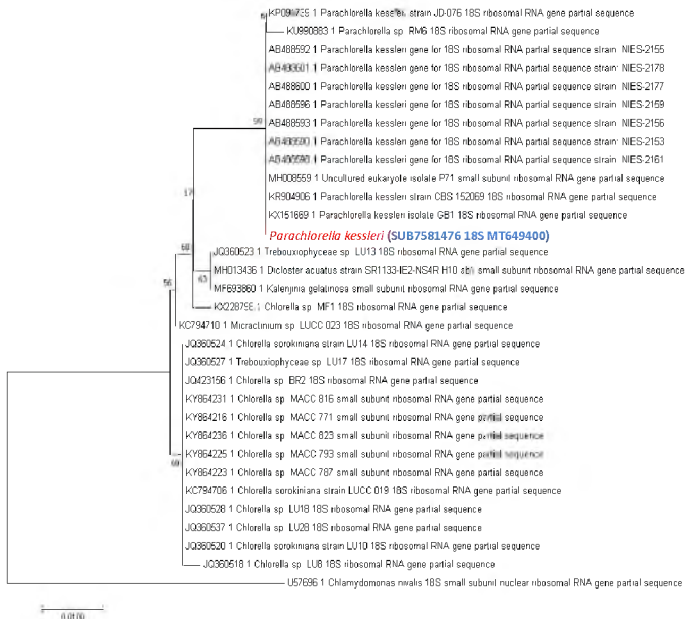 KP09 1 Parachlorella kessleri strain JD-076 18S ribosomal RNA gene partial sequence
KU990883 1 Parachlorella sp RM6 18S ribosomal RNA gene partial sequence
AB488592 1 Parachlorella kessleri gene for 18S ribosomal RNA partial sequence strain: NIES-2155
1 Parachlorella kessleri gene for 18S ribosomal RNA partial sequence strain: NIES-2178
AB488600 1 Parachlorella kessleri gene for 18S ribosomal RNA partial sequence strain: NIES-2177
AB488596 1 Parachlorella kessleri gene for 18S ribosomal RNA partial sequence strain: NIES-2159
AB488593 1 Parachlorella kessleri gene for 18S ribosomal RNA partial sequence strain: NIES-2156
1 Parachlorella kessleri gene for 18S ribosomal RNA partial sequence strain: NIES-2153
1 Parachlorella kessleri gene for 18S ribosomal RNA partial sequence strain: NIES-2161
99
MH008559 1 Uncultured eukaryote isolate P71 small subunit ribosomal RNA gene partial sequence
KR904906 1 Parachlorella kessleri strain CBS 152069 18S ribosomal RNA gene partial sequence
17
KX151669 1 Parachlorella kessleri isolate GB1 18S ribosomal RNA gene partial sequence
Parachlorella kessleri (SUB7581476 18S MT649400)
60
JQ360523 1 Trebouxiophyceae sp LU13 18S ribosomal RNA gene partial sequence
MH013436 1 Dicloster acuatus strain SR1133-IE2-NS4R H10 small subunit ribosomal RNA gene partial sequence
63
MF693860 1 Kalenjinia gelatinosa small subunit ribosomal RNA gene partial sequence
56
KX228798 1 Chlorella sp MF1 18S ribosomal RNA gene partial sequence
KC794710 1 Micractinium sp LUCC 023 18S ribosomal RNA gene partial sequence
JQ360524 1 Chlorella sorokiniana strain LU14 18S ribosomal RNA gene partial sequence
JQ360527 1 Trebouxiophyceae sp LU17 18S ribosomal RNA gene partial sequence
JQ423156 1 Chlorella sp BR2 18S ribosomal RNA gene partial sequence
KY864231 1 Chlorella sp MACC 816 small subunit ribosomal RNA gene partial sequence
KY864216 1 Chlorella sp MACC 771 small subunit ribosomal RNA gene partial sequence
KY864236 1 Chlorella sp MACC 823 small subunit ribosomal RNA gene partial sequence
KY864225 1 Chlorella sp MACC 793 small subunit ribosomal RNA gene partial sequence
69
KY864223 1 Chlorella sp MACC 787 small subunit ribosomal RNA gene partial sequence
KC794706 1 Chlorella sorokiniana strain LUCC 019 18S ribosomal RNA gene partial sequence
JQ360528 1 Chlorella sp LU18 18S ribosomal RNA gene partial sequence
JQ360537 1 Chlorella sp LU28 18S ribosomal RNA gene partial sequence
JQ360520 1 Chlorella sorokiniana strain LU10 18S ribosomal RNA gene partial sequence
JQ360518 1 Chlorella sp LU8 18S ribosomal RNA gene partial sequence
U57696 1 Chlamydomonas nivalis 18S small subunit nuclear ribosomal RNA gene partial sequence
0.0100